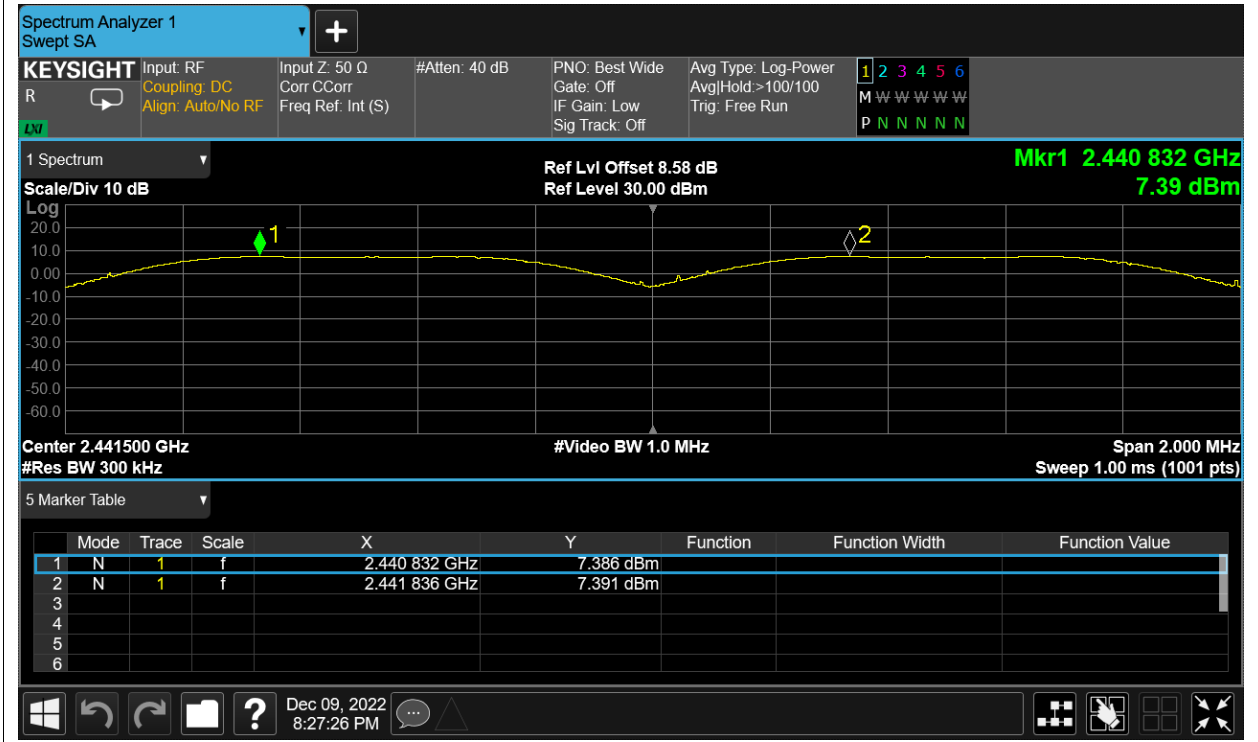 Spectrum Analyzer 1
Swept SA
KEYSIGHT
R
LXI
Input: RF
Coupling: DC
Align: Auto/No RF
Input Z: 50 Ω
Corr CCorr
Freq Ref: Int (S)
#Atten: 40 dB
PNO: Best Wide
Gate: Off
IF Gain: Low
Sig Track: Off
Avg Type: Log-Power
Avg|Hold:>100/100
Trig: Free Run
1 2 3 4 5 6
M W W W W W
P N N N N N
1 Spectrum
Scale/Div 10 dB
Ref Lvl Offset 8.58 dB
Ref Level 30.00 dBm
Mkr1 2.440 832 GHz
7.39 dBm
Log
20.0
10.0
0.00
-10.0
-20.0
-30.0
-40.0
-50.0
-60.0
1
2
Center 2.441500 GHz
#Res BW 300 kHz
#Video BW 1.0 MHz
Span 2.000 MHz
Sweep 1.00 ms (1001 pts)
5 Marker Table
Mode Trace Scale X Y Function Function Width Function Value
1 N 1 f 2.440 832 GHz 7.386 dBm
2 N 1 f 2.441 836 GHz 7.391 dBm
3
4
5
6
?
Dec 09, 2022
8:27:26 PM